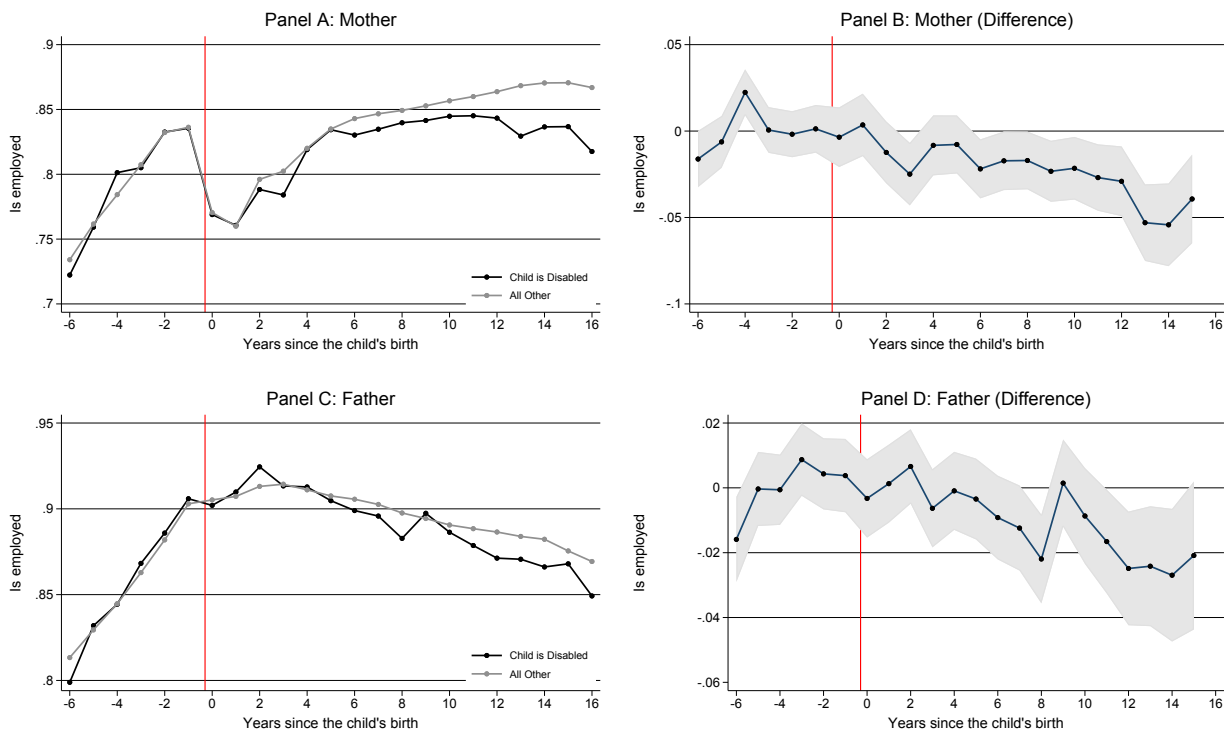 Panel A: Mother
Is employed
.9
.85
.8
.75
.7
Child is Disabled
All Other
-6 -4 -2 0 2 4 6 8 10 12 14 16
Years since the child's birth
Panel B: Mother (Difference)
Is employed
.05
0
-.05
-.1
-6 -4 -2 0 2 4 6 8 10 12 14 16
Years since the child's birth
Panel C: Father
Is employed
.95
.9
.85
.8
Child is Disabled
All Other
-6 -4 -2 0 2 4 6 8 10 12 14 16
Years since the child's birth
Panel D: Father (Difference)
Is employed
.02
0
-.02
-.04
-.06
-6 -4 -2 0 2 4 6 8 10 12 14 16
Years since the child's birth